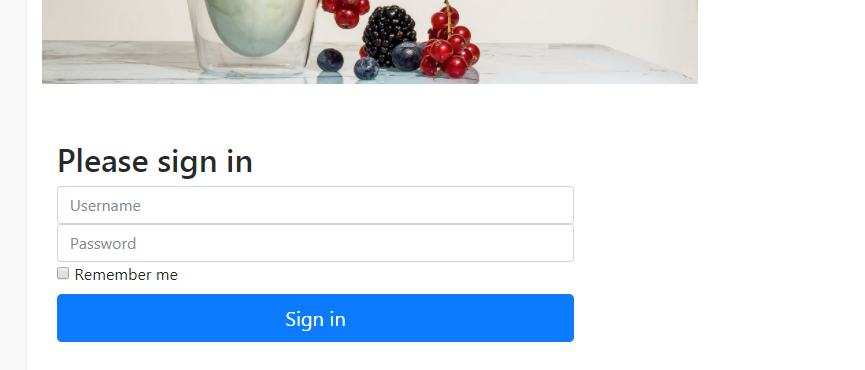 Please sign in
Username
Password
Remember me
Sign in